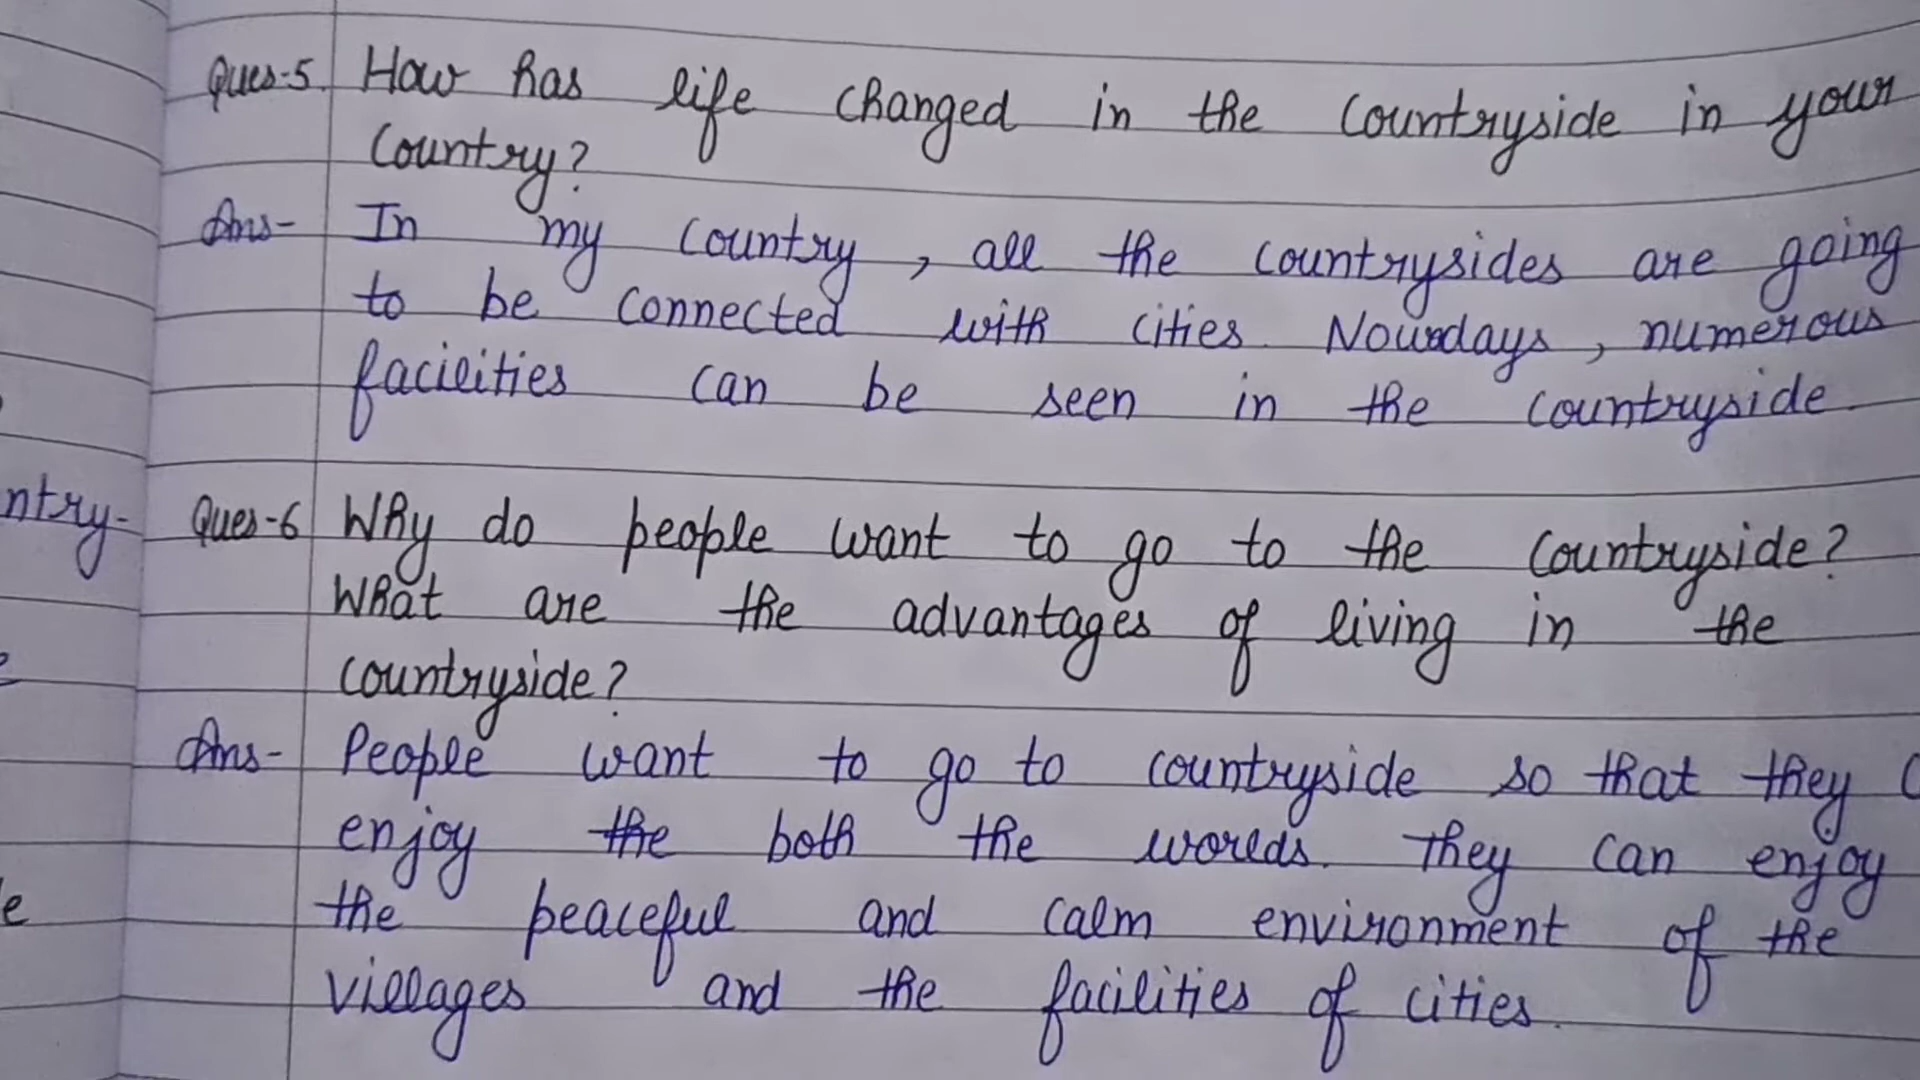 Ques-5. How has life changed in the countryside in your
country?
Ans- In my country, all the countrysides are going
to be connected with cities. Nowdays, numerous
facilities can be seen in the countryside.
ntry- Ques-6 Why do people want to go to the countryside?
What are the advantages of living in the
countryside?
Ans- People want to go to countryside so that they
enjoy the both the worlds. They can enjoy
e the peaceful and calm environment of the
villages and the facilities of cities.